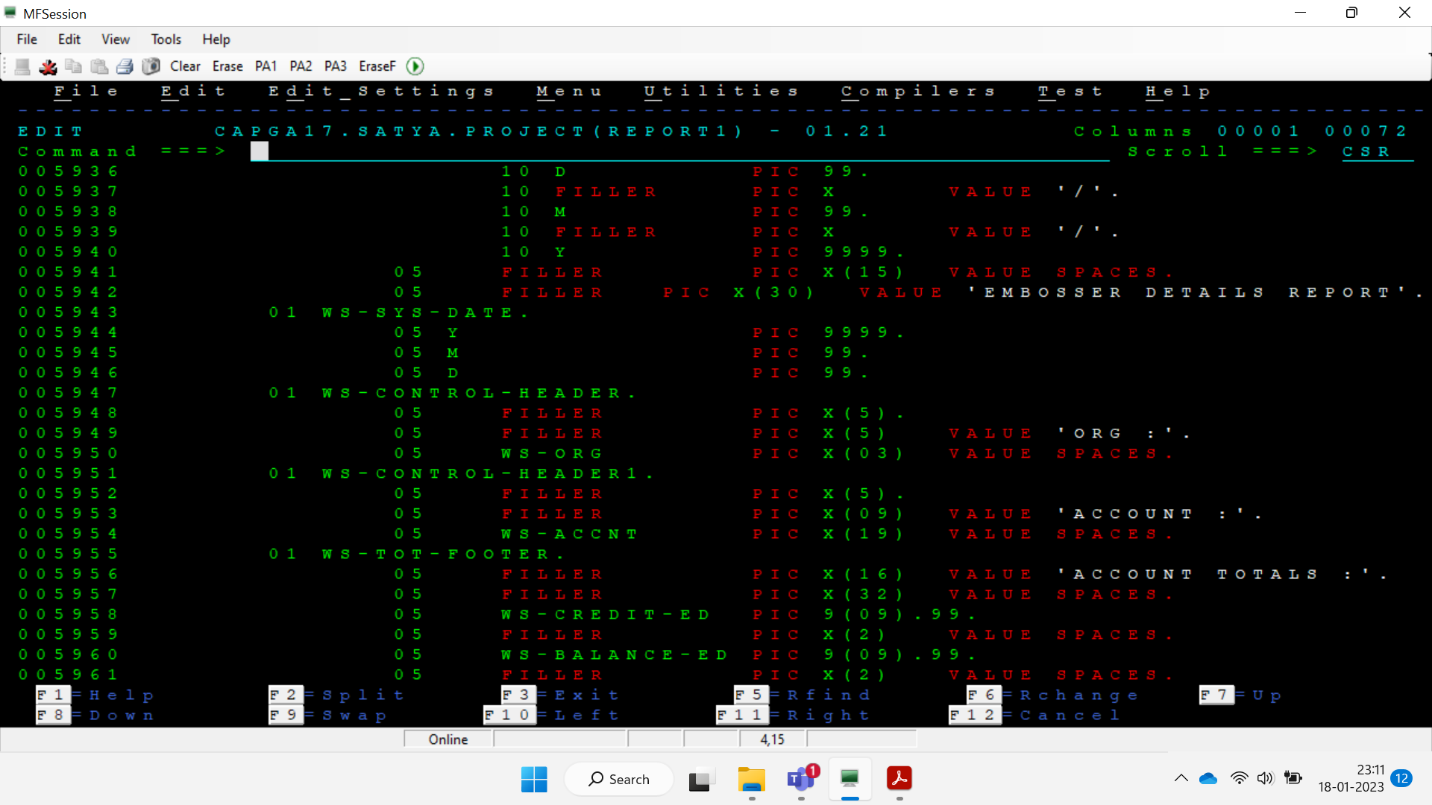 MFSession
File Edit View Tools Help
Clear Erase PA1 PA2 PA3 EraseF
File Edit Edit_Settings Menu Utilities Compilers Test Help
EDIT CAPGA17.SATYA.PROJECT(REPORT1) - 01.21 Columns 00001 00072
Command ===> Scroll ===> CSR
005936 10 D PIC 99.
005937 10 FILLER PIC X VALUE '/'.
005938 10 M PIC 99.
005939 10 FILLER PIC X VALUE '/'.
005940 10 Y PIC 9999.
005941 05 FILLER PIC X(15) VALUE SPACES.
005942 05 FILLER PIC X(30) VALUE 'EMBOSSER DETAILS REPORT'.
005943 01 WS-SYS-DATE.
005944 05 Y PIC 9999.
005945 05 M PIC 99.
005946 05 D PIC 99.
005947 01 WS-CONTROL-HEADER.
005948 05 FILLER PIC X(5).
005949 05 FILLER PIC X(5) VALUE 'ORG :'.
005950 05 WS-ORG PIC X(03) VALUE SPACES.
005951 01 WS-CONTROL-HEADER1.
005952 05 FILLER PIC X(5).
005953 05 FILLER PIC X(09) VALUE 'ACCOUNT :'.
005954 05 WS-ACCNT PIC X(19) VALUE SPACES.
005955 01 WS-TOT-FOOTER.
005956 05 FILLER PIC X(16) VALUE 'ACCOUNT TOTALS :'.
005957 05 FILLER PIC X(32) VALUE SPACES.
005958 05 WS-CREDIT-ED PIC 9(09).99.
005959 05 FILLER PIC X(2) VALUE SPACES.
005960 05 WS-BALANCE-ED PIC 9(09).99.
005961 05 FILLER PIC X(2) VALUE SPACES.
F1=Help F2=Split F3=Exit F5=Rfind F6=Rchange F7=Up
F8=Down F9=Swap F10=Left F11=Right F12=Cancel
Online 4,15
Search 1 23:11
18-01-2023 12